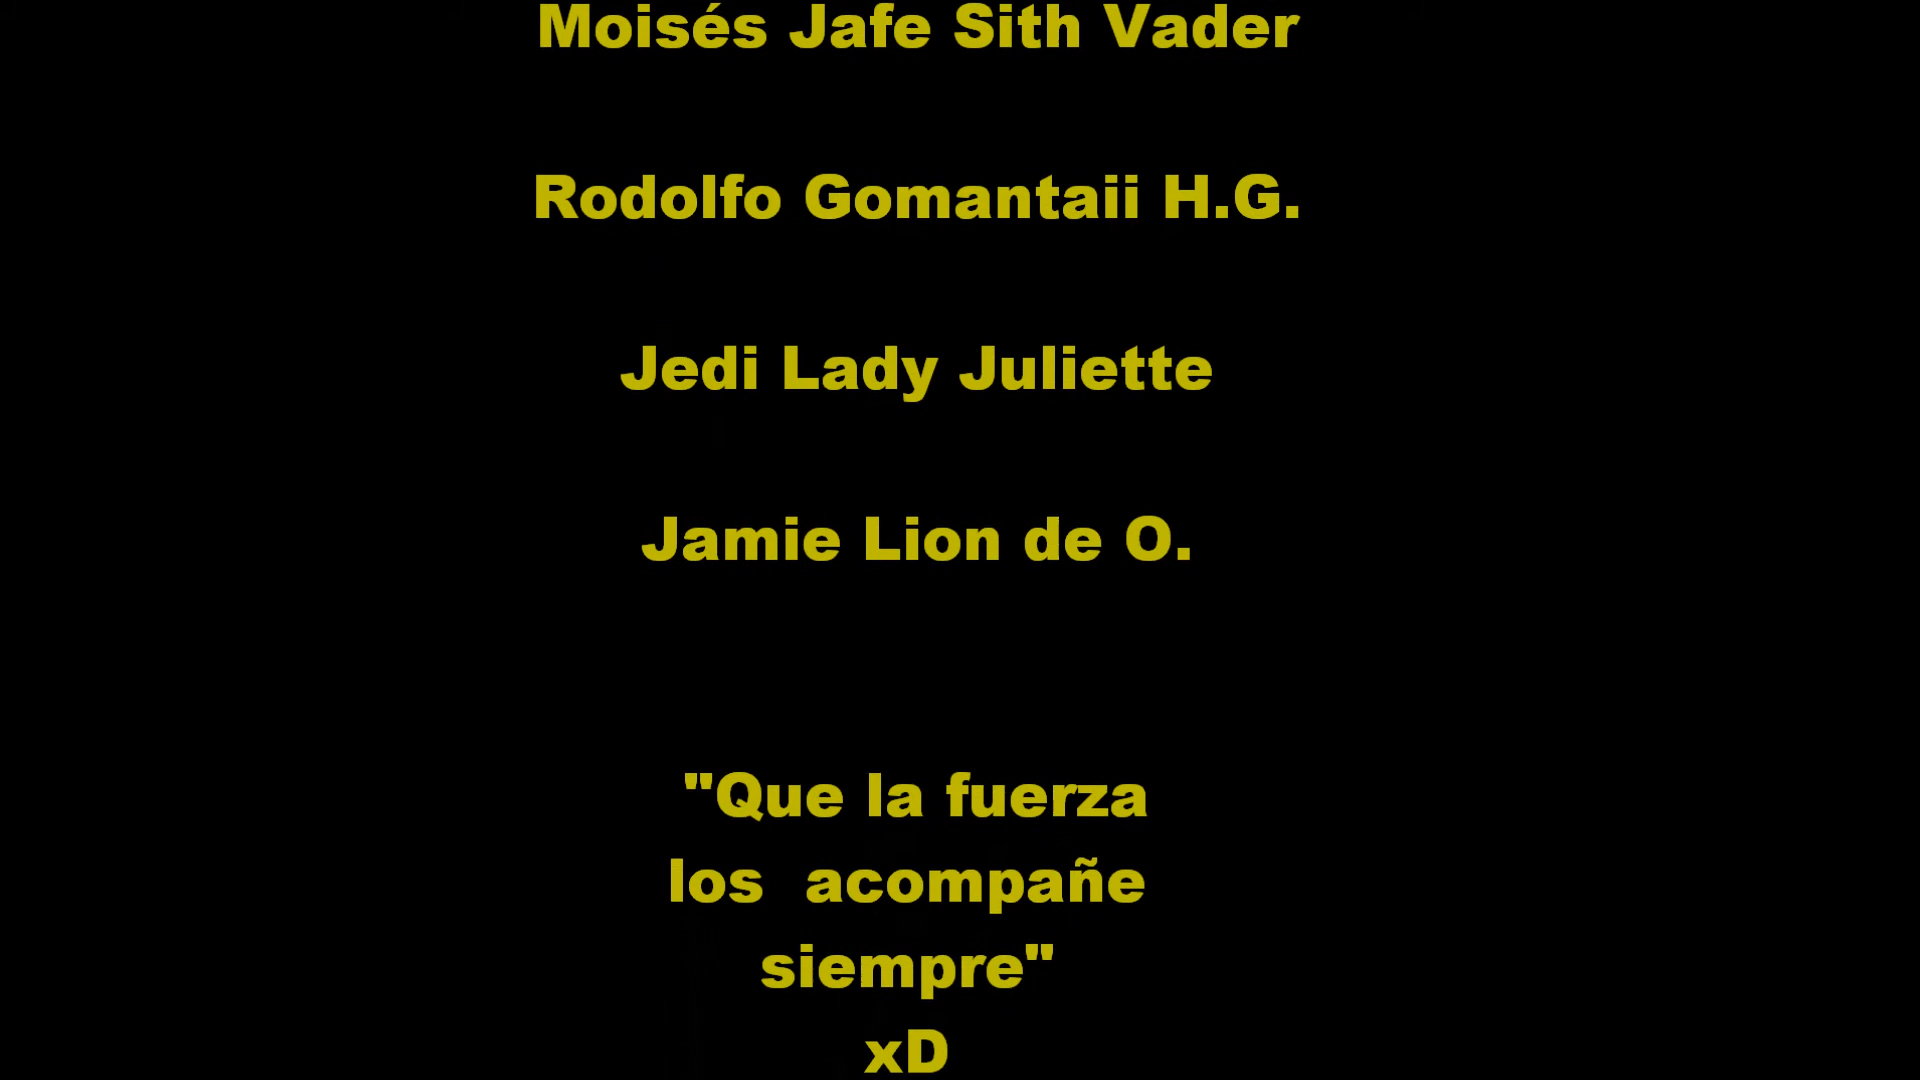 Moisés Jafe Sith Vader
Rodolfo Gomantaii H.G.
Jedi Lady Juliette
Jamie Lion de O.
"Que la fuerza
los  acompañe
siempre"
xD